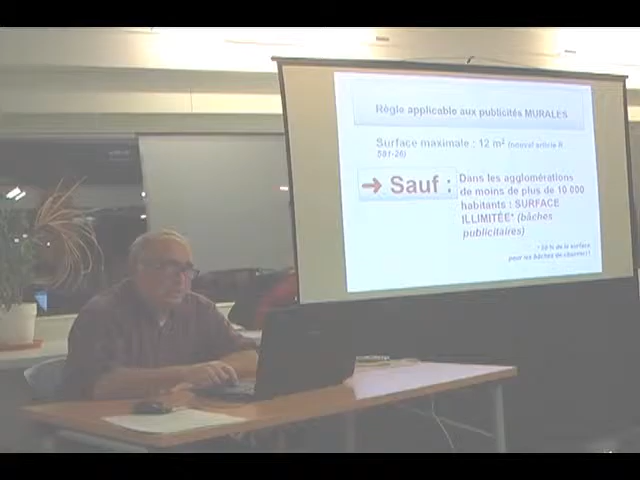 Règle applicable aux publicités MURALES
Surface maximale : 12 m² (nouvel article R
581-26)
➔ Sauf :
Dans les agglomérations
de moins de plus de 10 000
habitants : SURFACE
ILLIMITÉE* (bâches
publicitaires)
de la surface
pour les bâches de chantier